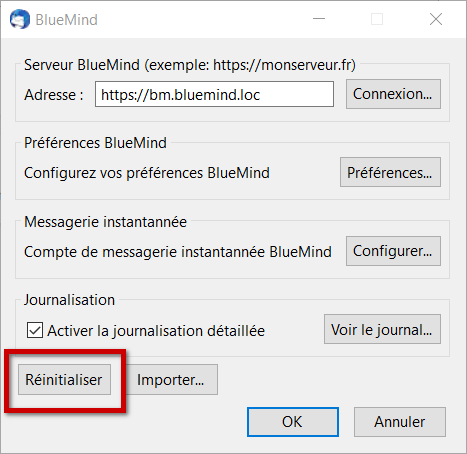 BlueMind
Serveur BlueMind (exemple: https://monserveur.fr)
Adresse : https://bm.bluemind.loc Connexion...
Préférences BlueMind
Configurez vos préférences BlueMind Préférences...
Messagerie instantannée
Compte de messagerie instantannée BlueMind Configurer...
Journalisation
Activer la journalisation détaillée Voir le journal...
Réinitialiser Importer...
OK Annuler